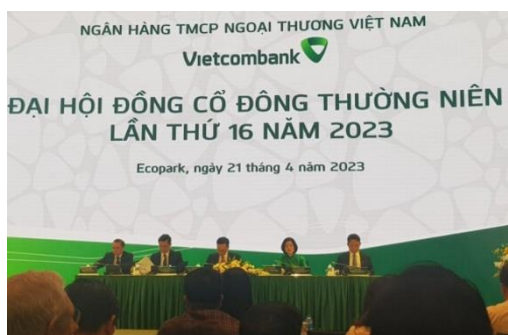 NGÂN HÀNG TMCP NGOẠI THƯƠNG VIỆT NAM
Vietcombank
ĐẠI HỘI ĐỒNG CỔ ĐÔNG THƯỜNG NIÊN
LẦN THỨ 16 NĂM 2023
Ecopark, ngày 21 tháng 4 năm 2023